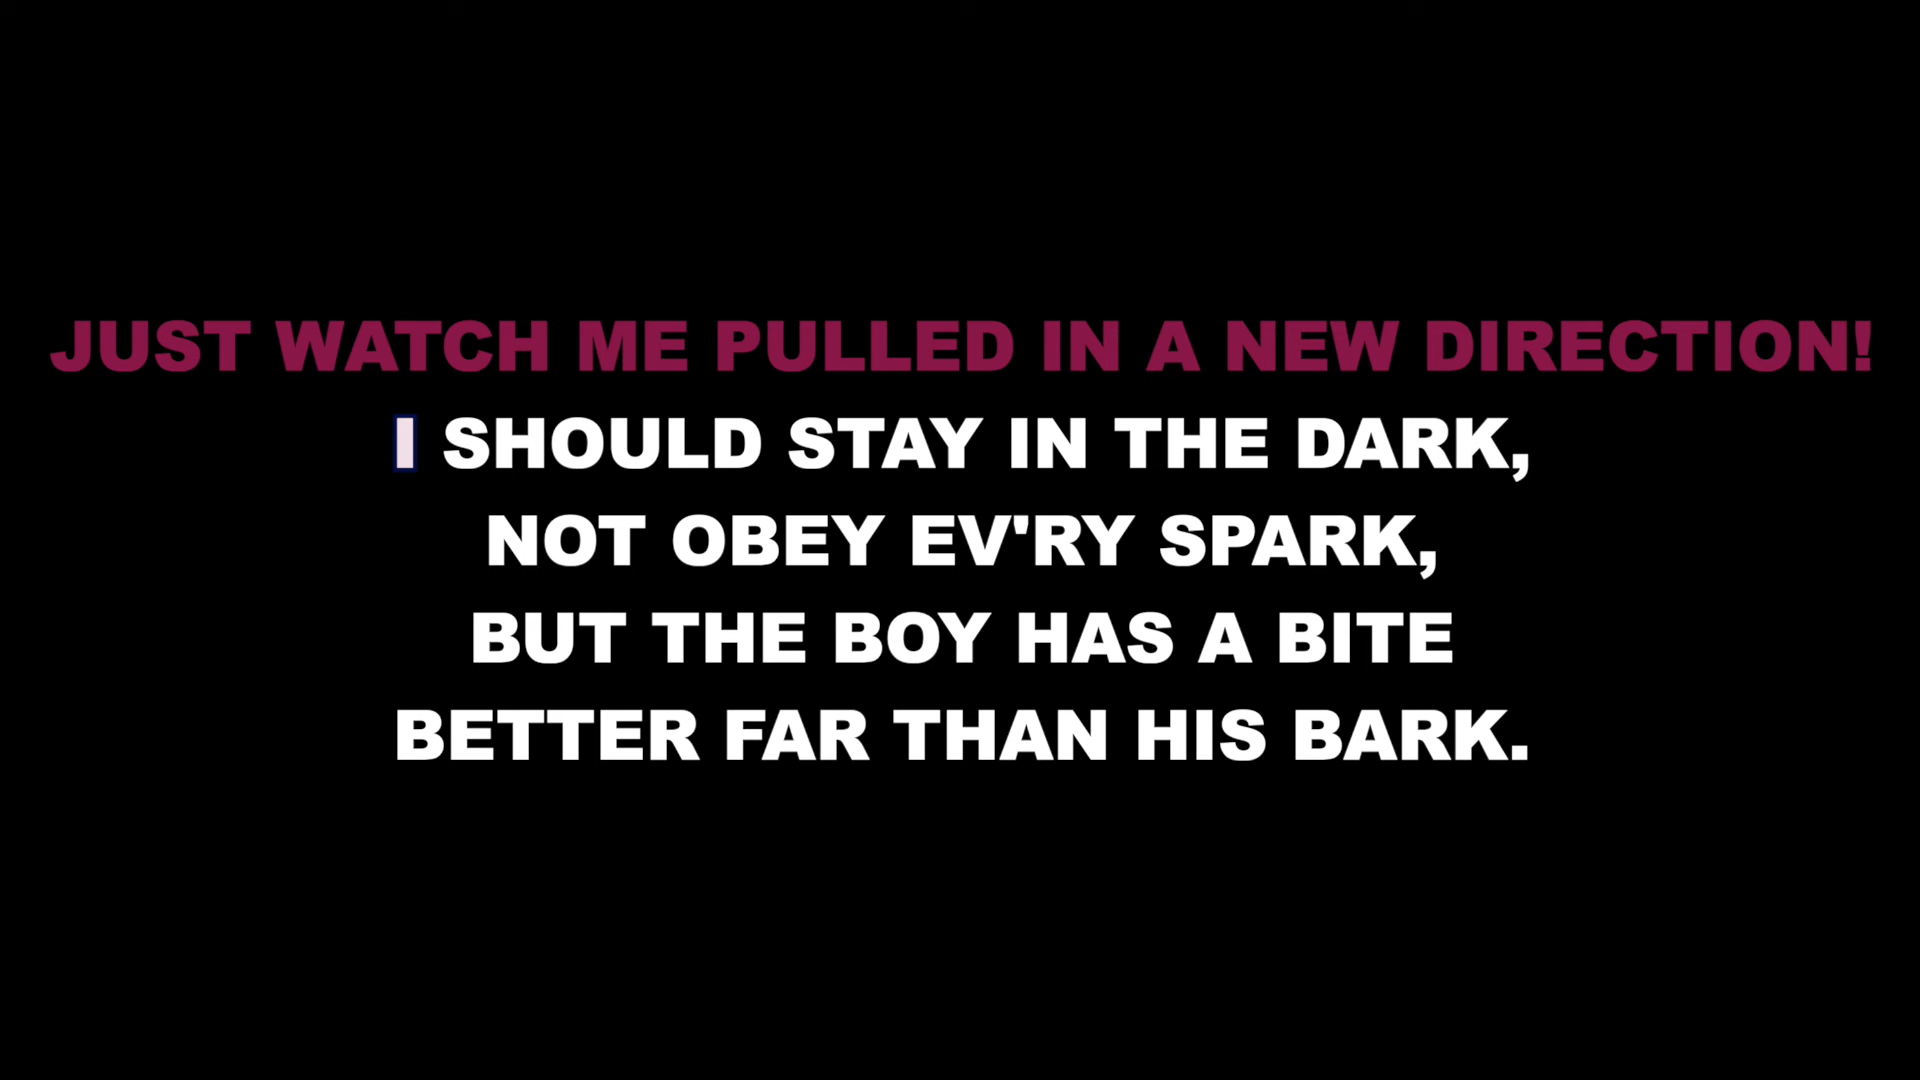 JUST WATCH ME PULLED IN A NEW DIRECTION!
I SHOULD STAY IN THE DARK,
NOT OBEY EV'RY SPARK,
BUT THE BOY HAS A BITE
BETTER FAR THAN HIS BARK.